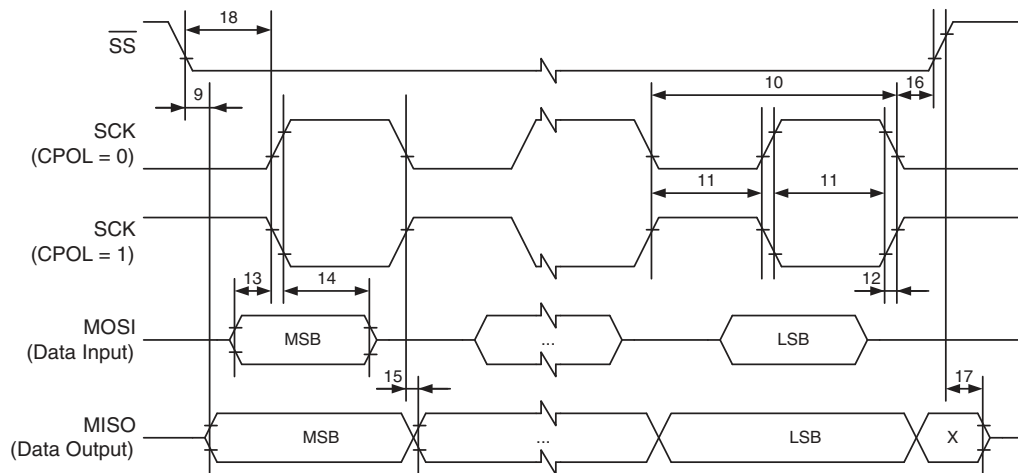 18
SS
10
9
16
SCK
(CPOL = 0)
11
11
SCK
(CPOL = 1)
13
14
12
MOSI
(Data Input)
MSB
...
LSB
15
17
MISO
(Data Output)
MSB
...
LSB
X